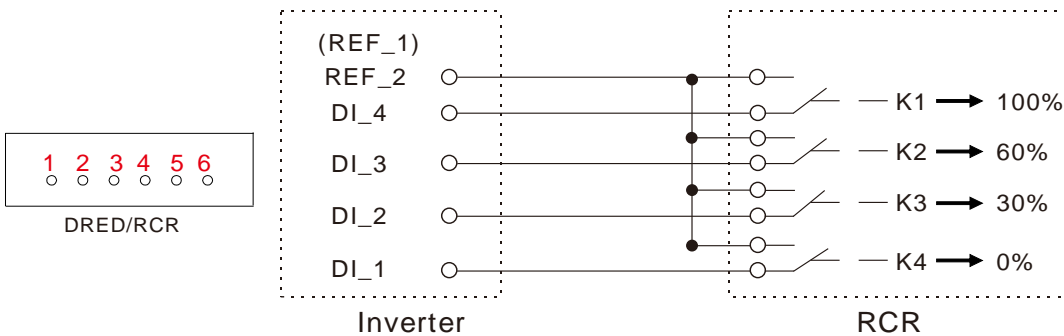 (REF_1)
REF_2
DI_4
K1 100%
DI_3
K2 60%
1 2 3 4 5 6
DRED/RCR
DI_2
K3 30%
DI_1
K4 0%
Inverter
RCR